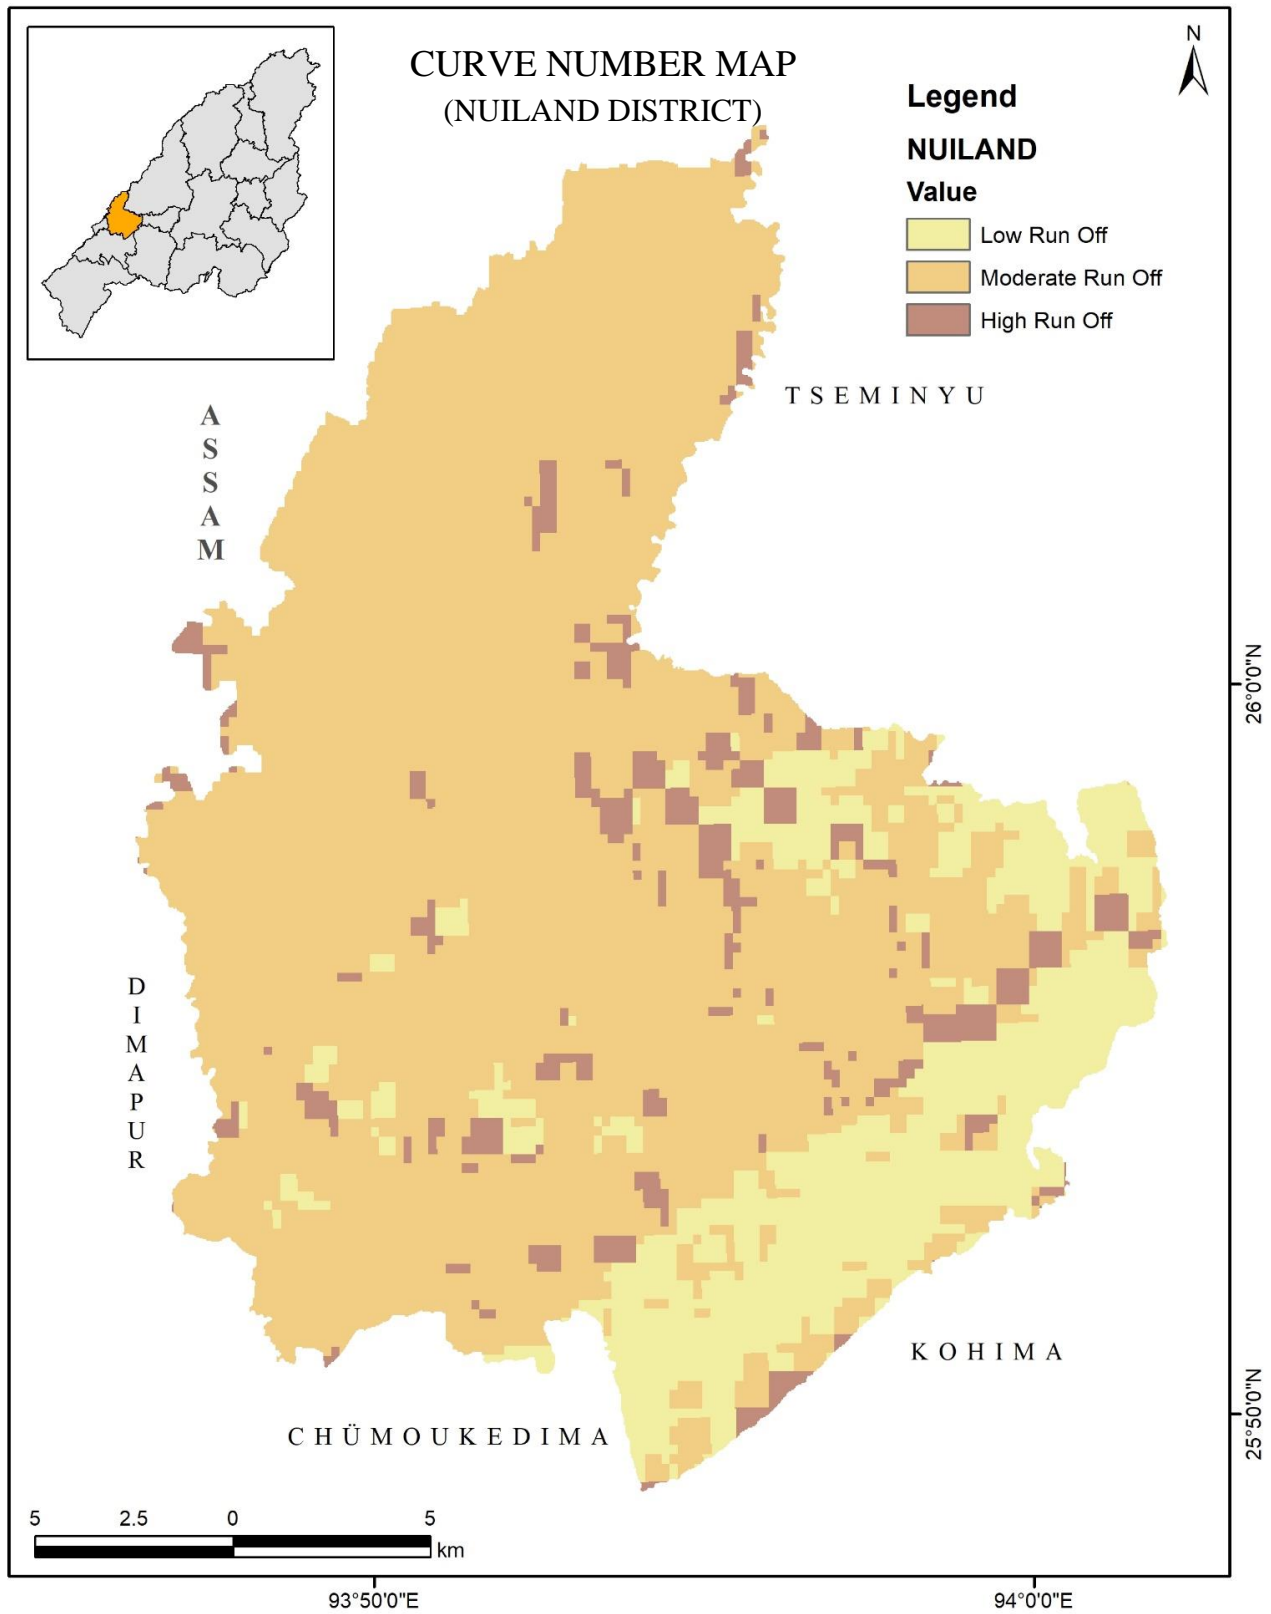 CURVE NUMBER MAP
(NUILAND DISTRICT)
N
Legend
NUILAND
Value
Low Run Off
Moderate Run Off
High Run Off
TSEMINYU
ASSAM
26°0'0"N
DIMAPUR
KOHIMA
25°50'0"N
CHÜMOUKEDIMA
5 2.5 0 5
km
93°50'0"E 94°0'0"E